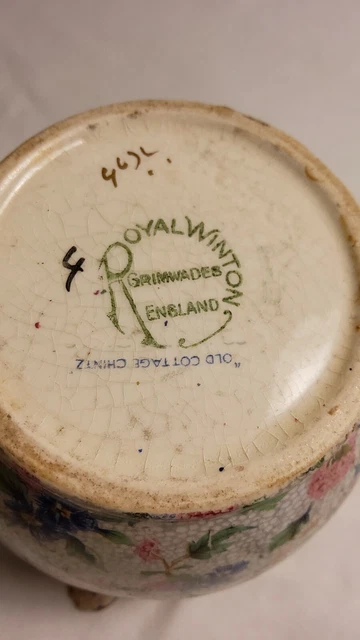 ROYAL WINTON
GRIMWADES
ENGLAND
4
"OLD COTTAGE CHINTZ